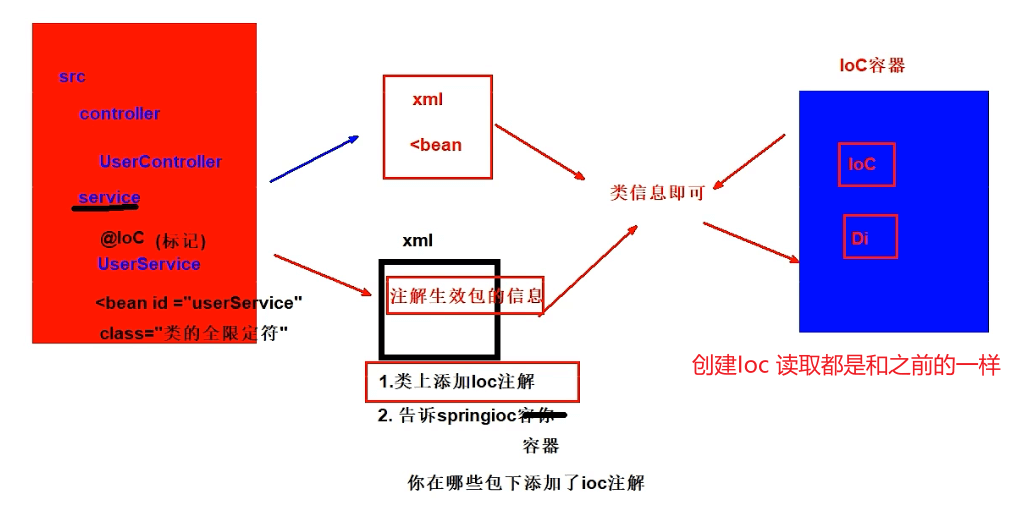 src
controller
UserController
service
@IoC (标记)
UserService
<bean id ="userService"
class="类的全限定符"
xml
<bean
xml
注解生效包的信息
1.类上添加Ioc注解
2. 告诉springioc容你
容器
你在哪些包下添加了ioc注解
类信息即可
IoC容器
IoC
Di
创建Ioc 读取都是和之前的一样